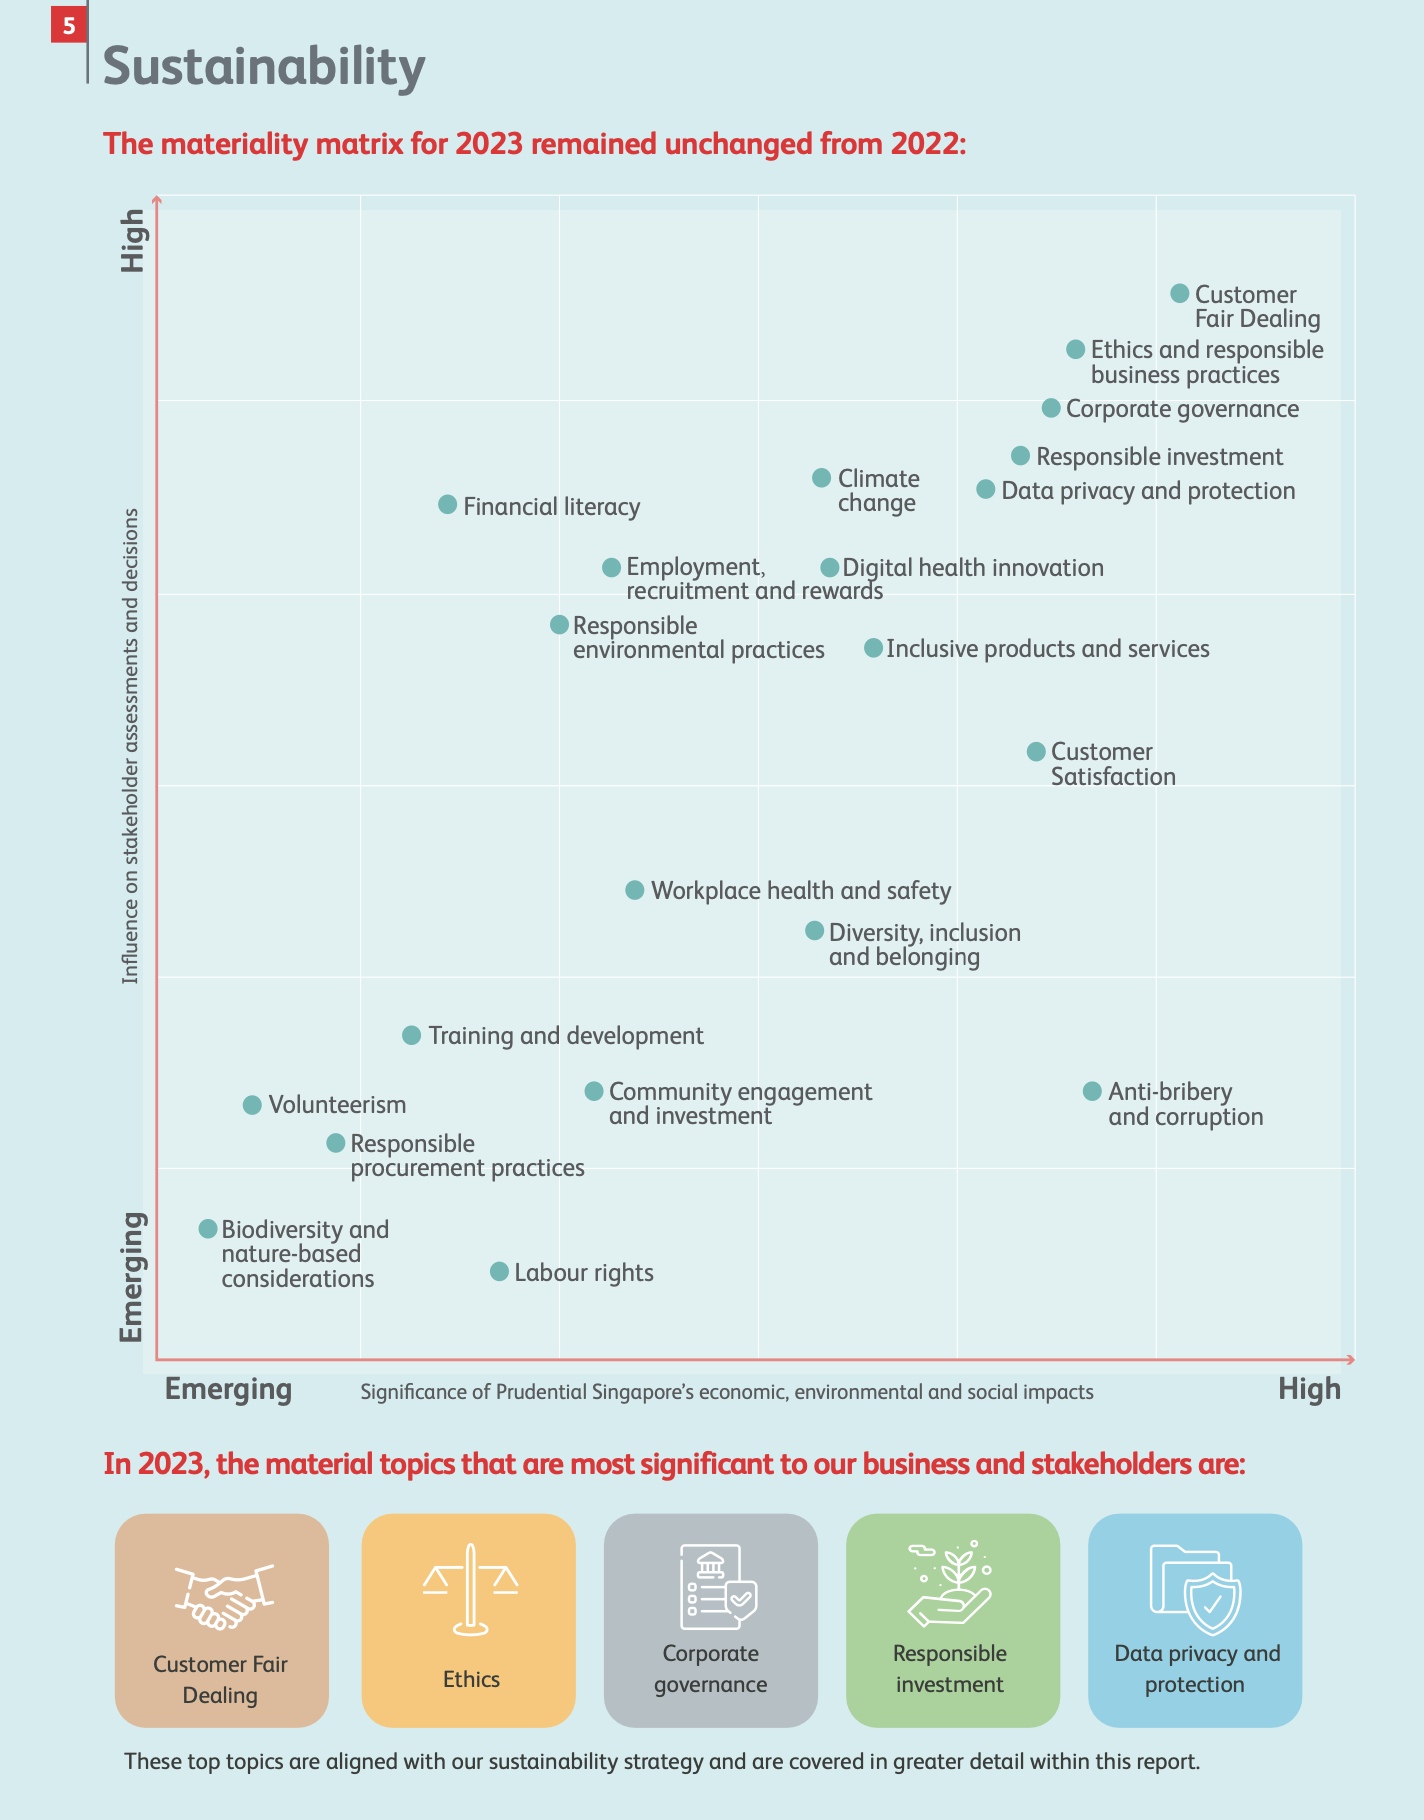 5
Sustainability
The materiality matrix for 2023 remained unchanged from 2022:
High
Influence on stakeholder assessments and decisions
Emerging
Customer
Fair Dealing
Ethics and responsible
business practices
Corporate governance
Responsible investment
Climate
change
Data privacy and protection
Financial literacy
Employment,
recruitment and rewards
Digital health innovation
Responsible
environmental practices
Inclusive products and services
Customer
Satisfaction
Workplace health and safety
Diversity, inclusion
and belonging
Training and development
Community engagement
and investment
Anti-bribery
and corruption
Volunteerism
Responsible
procurement practices
Biodiversity and
nature-based
considerations
Labour rights
Emerging
Significance of Prudential Singapore’s economic, environmental and social impacts
High
In 2023, the material topics that are most significant to our business and stakeholders are:
Customer Fair
Dealing
Ethics
Corporate
governance
Responsible
investment
Data privacy and
protection
These top topics are aligned with our sustainability strategy and are covered in greater detail within this report.